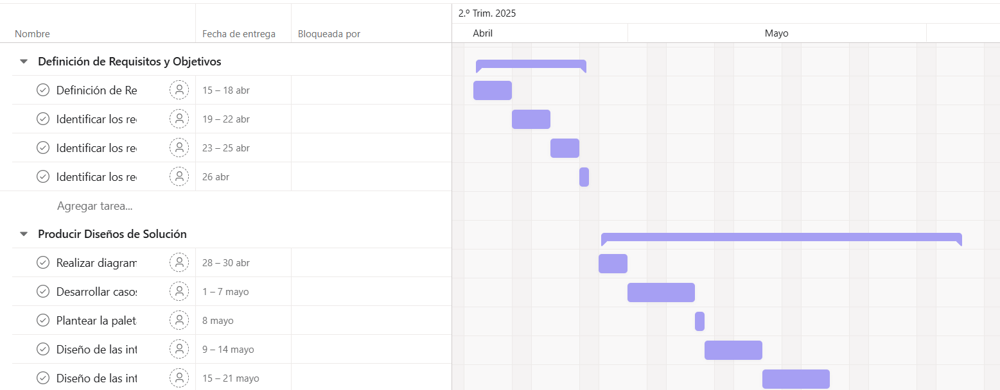 2.º Trim. 2025
Nombre Fecha de entrega Bloqueada por Abril Mayo
Definición de Requisitos y Objetivos
Definición de Re 15 – 18 abr
Identificar los re 19 – 22 abr
Identificar los re 23 – 25 abr
Identificar los re 26 abr
Agregar tarea...
Producir Diseños de Solución
Realizar diagram 28 – 30 abr
Desarrollar casos 1 – 7 mayo
Plantear la palet 8 mayo
Diseño de las int 9 – 14 mayo
Diseño de las int 15 – 21 mayo